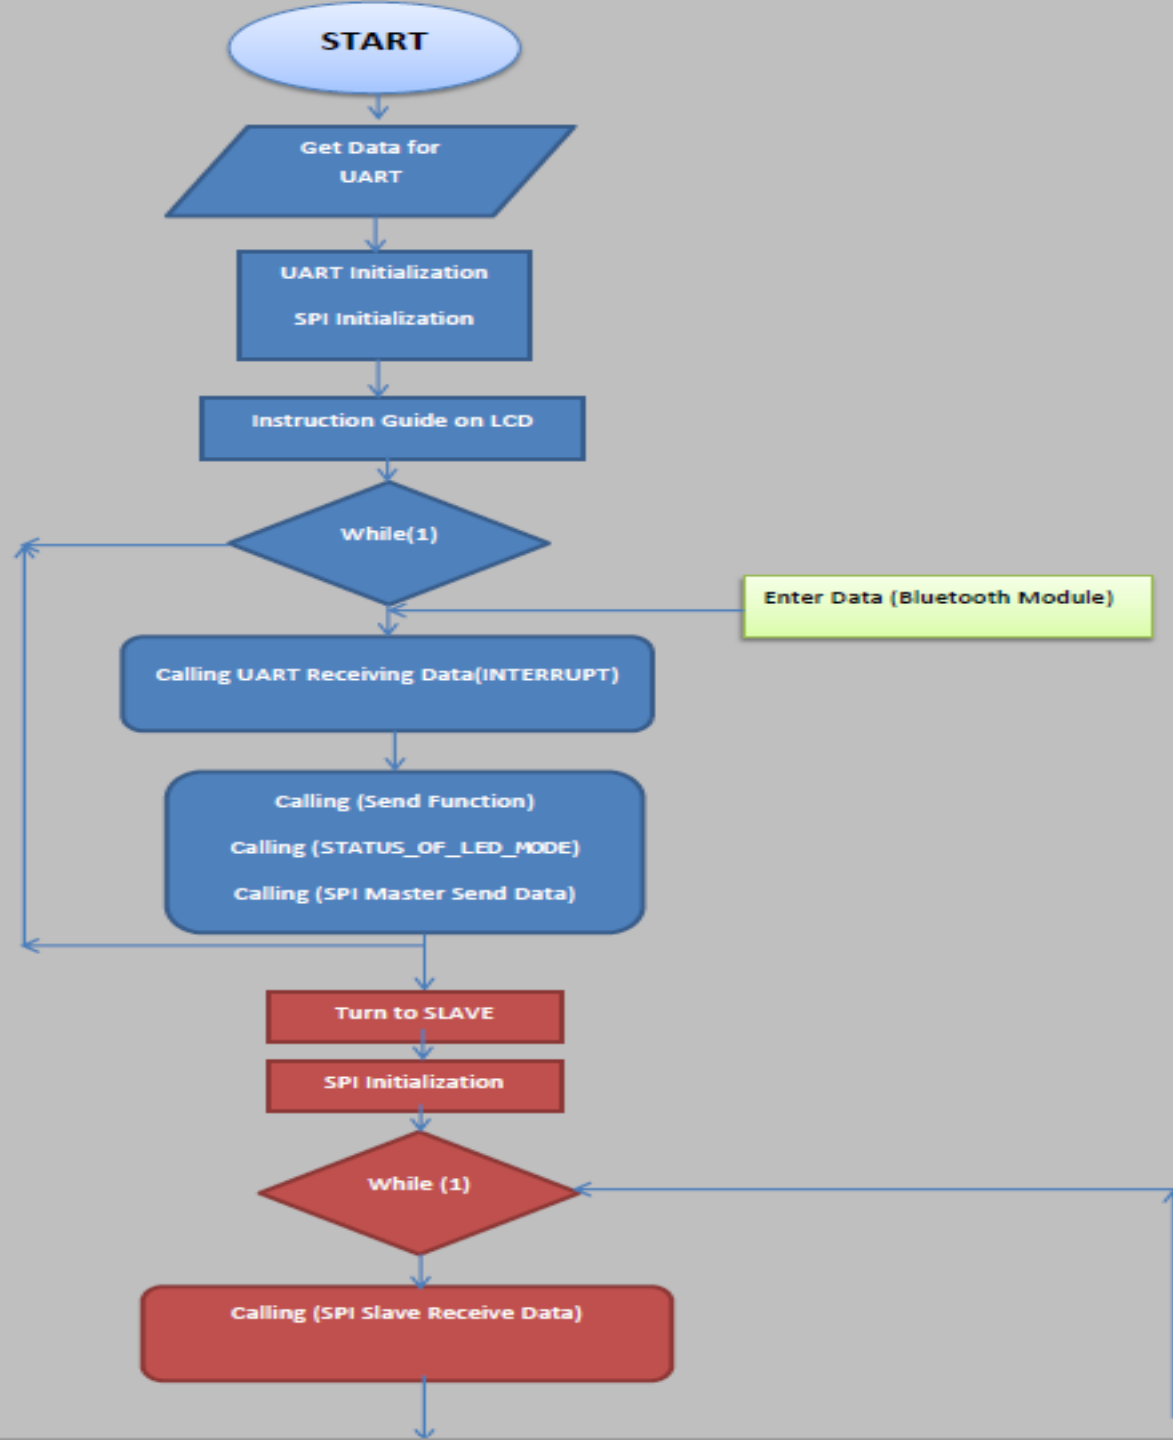 START
Get Data for
UART
UART Initialization
SPI Initialization
Instruction Guide on LCD
While(1)
Enter Data (Bluetooth Module)
Calling UART Receiving Data(INTERRUPT)
Calling (Send Function)
Calling (STATUS_OF_LED_MODE)
Calling (SPI Master Send Data)
Turn to SLAVE
SPI Initialization
While (1)
Calling (SPI Slave Receive Data)